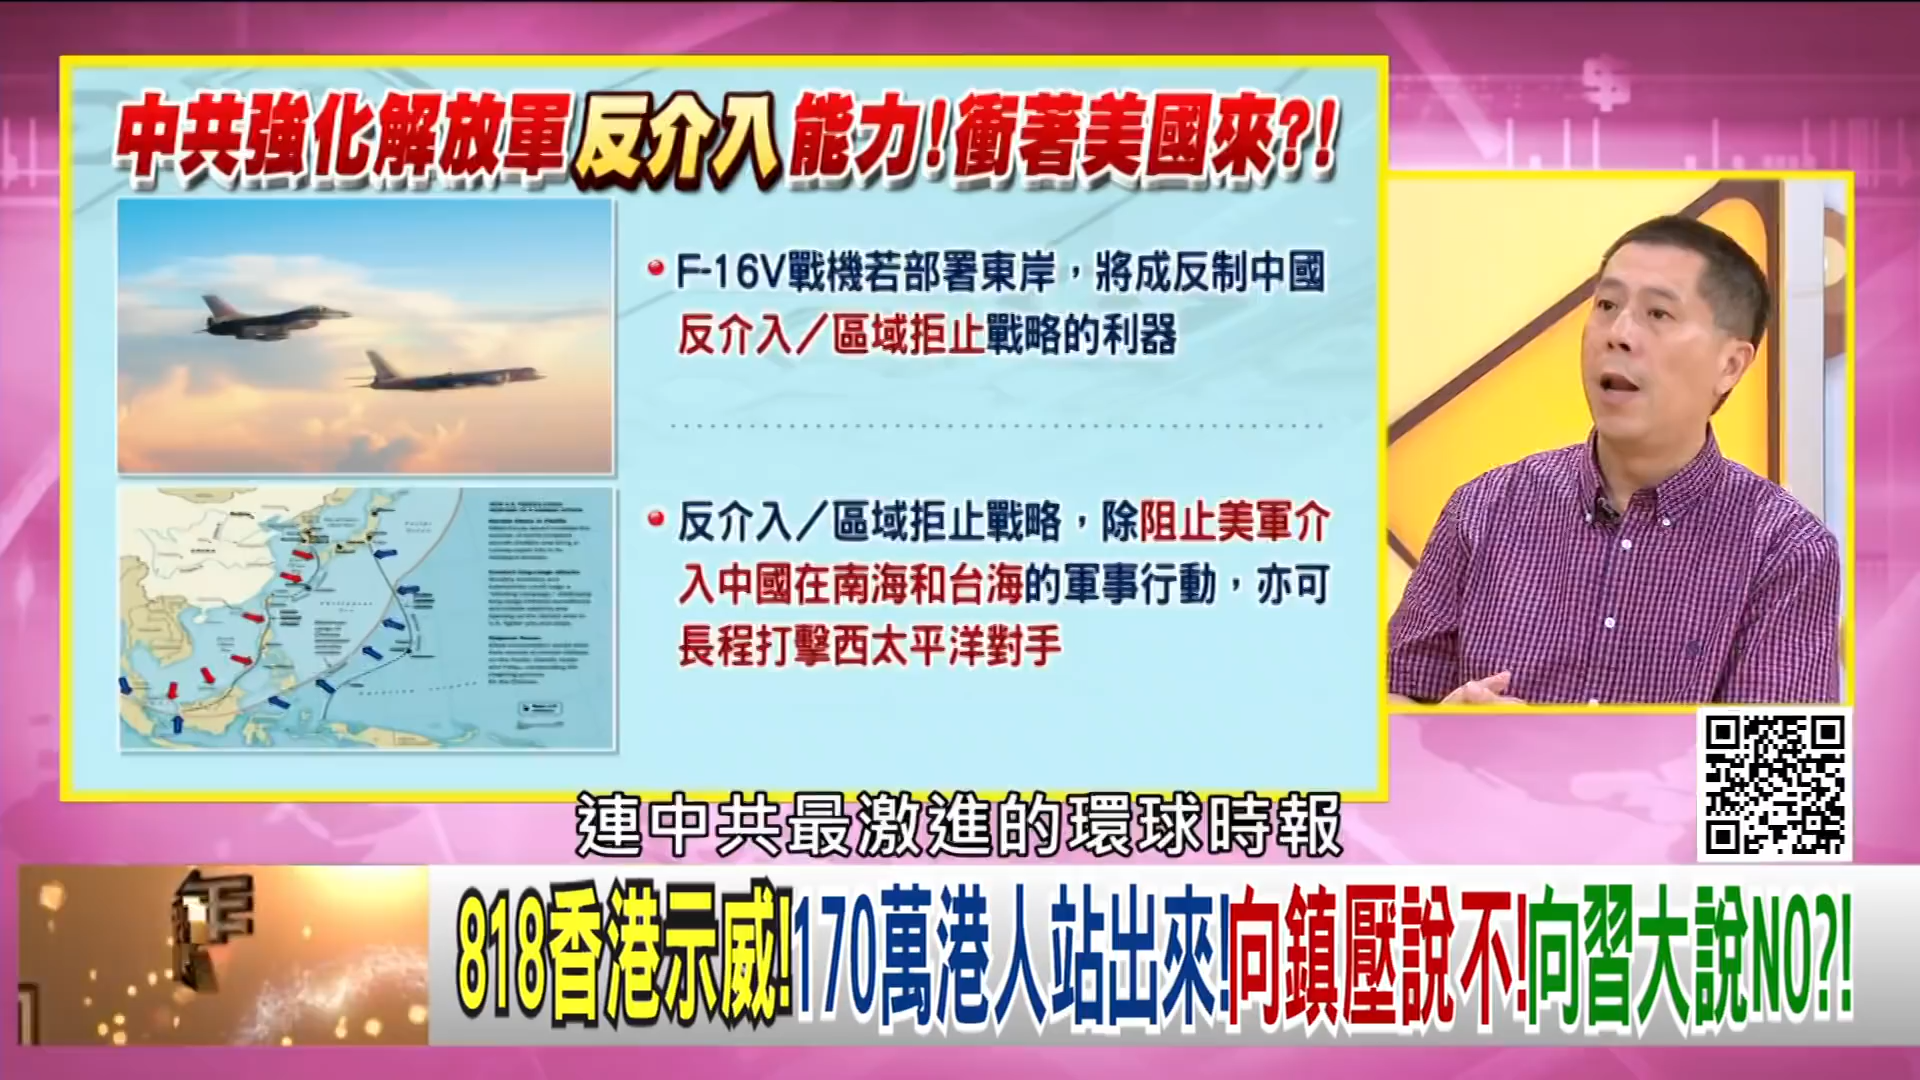 中共強化解放軍反介入能力!衝著美國來?!
F-16V戰機若部署東岸，將成反制中國
反介入／區域拒止戰略的利器
反介入／區域拒止戰略，除阻止美軍介
入中國在南海和台海的軍事行動，亦可
長程打擊西太平洋對手
連中共最激進的環球時報
818香港示威!170萬港人站出來!向鎮壓說不!向習大說NO?!